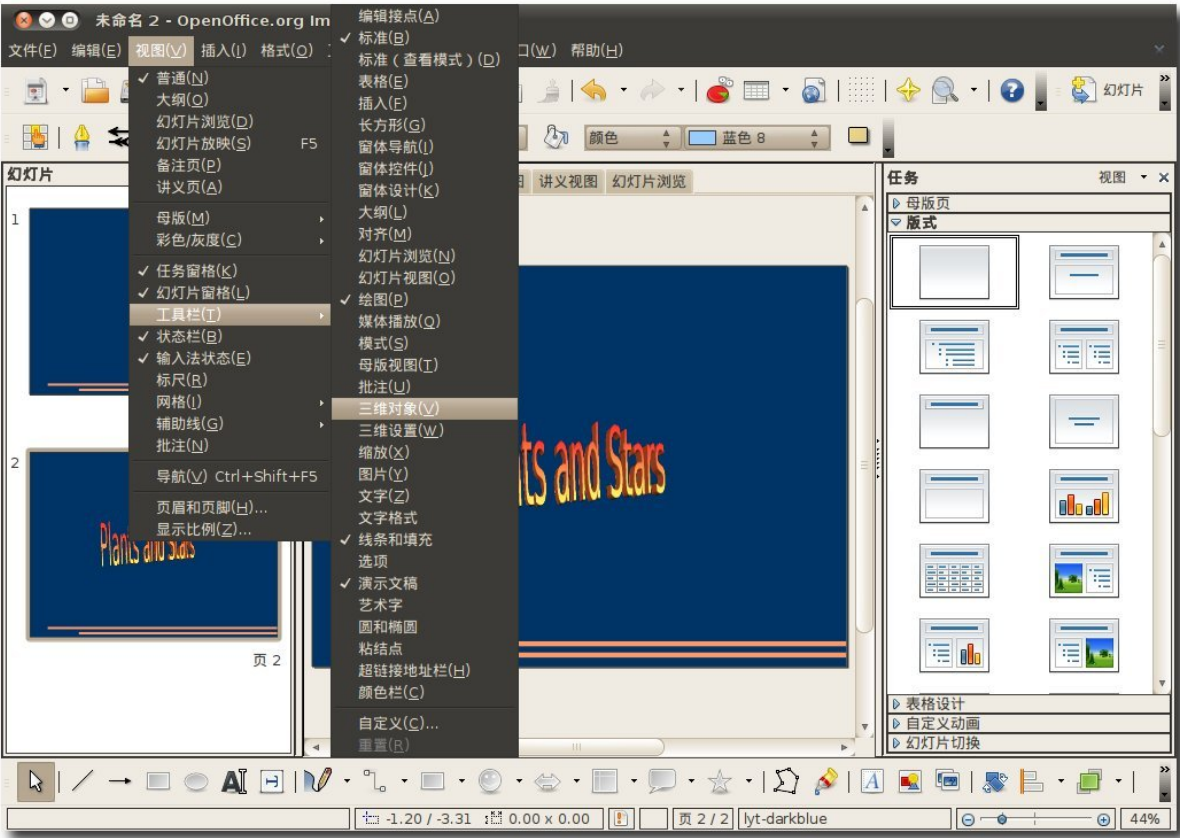 未命名 2 - OpenOffice.org Im
文件(F) 编辑(E) 视图(V) 插入(I) 格式(O) 口(W) 帮助(H)
幻灯片
颜色
蓝色 8
幻灯片
1
2
页 2
普通(N)
大纲(O)
幻灯片浏览(D)
幻灯片放映(S) F5
备注页(P)
讲义页(A)
母版(M)
彩色/灰度(C)
任务窗格(K)
幻灯片窗格(L)
工具栏(T)
状态栏(B)
输入法状态(E)
标尺(R)
网格(I)
辅助线(G)
批注(N)
导航(V) Ctrl+Shift+F5
页眉和页脚(H)...
显示比例(Z)...
Plants and Stars
编辑接点(A)
标准(B)
标准（查看模式）(D)
表格(E)
插入(F)
长方形(G)
窗体导航(I)
窗体控件(J)
窗体设计(K)
大纲(L)
对齐(M)
幻灯片浏览(N)
幻灯片视图(O)
绘图(P)
媒体播放(Q)
模式(S)
母版视图(T)
批注(U)
三维对象(V)
三维设置(W)
缩放(X)
图片(Y)
文字(Z)
文字格式
线条和填充
选项
演示文稿
艺术字
圆和椭圆
粘结点
超链接地址栏(H)
颜色栏(C)
自定义(C)...
重置(R)
讲义视图 幻灯片浏览
ts and Stars
任务 视图
母版页
版式
表格设计
自定义动画
幻灯片切换
-1.20 / -3.31 0.00 x 0.00 页 2 / 2 lyt-darkblue 44%